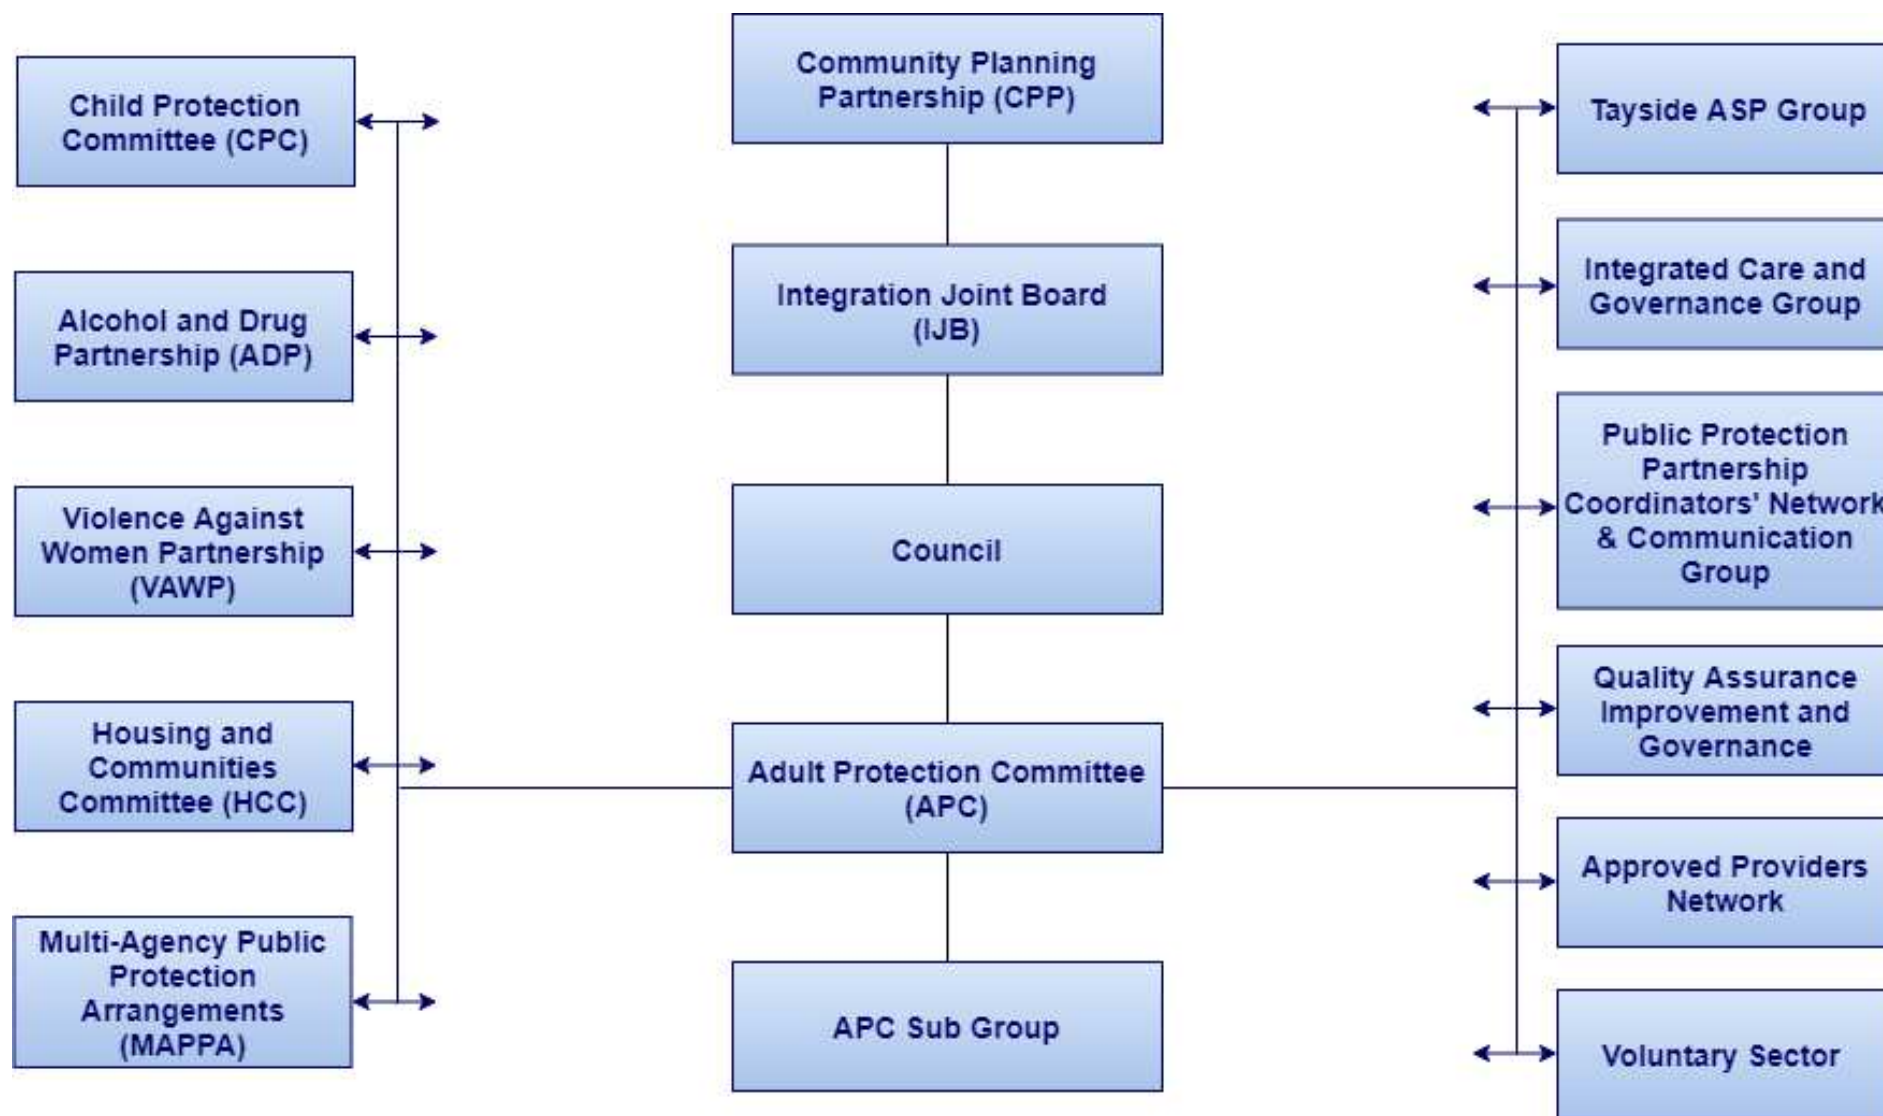 Child Protection
Committee (CPC)
Alcohol and Drug
Partnership (ADP)
Violence Against
Women Partnership
(VAWP)
Housing and
Communities
Committee (HCC)
Multi-Agency Public
Protection
Arrangements
(MAPPA)
Community Planning
Partnership (CPP)
Integration Joint Board
(IJB)
Council
Adult Protection Committee
(APC)
APC Sub Group
Tayside ASP Group
Integrated Care and
Governance Group
Public Protection
Partnership
Coordinators' Network
& Communication
Group
Quality Assurance
Improvement and
Governance
Approved Providers
Network
Voluntary Sector